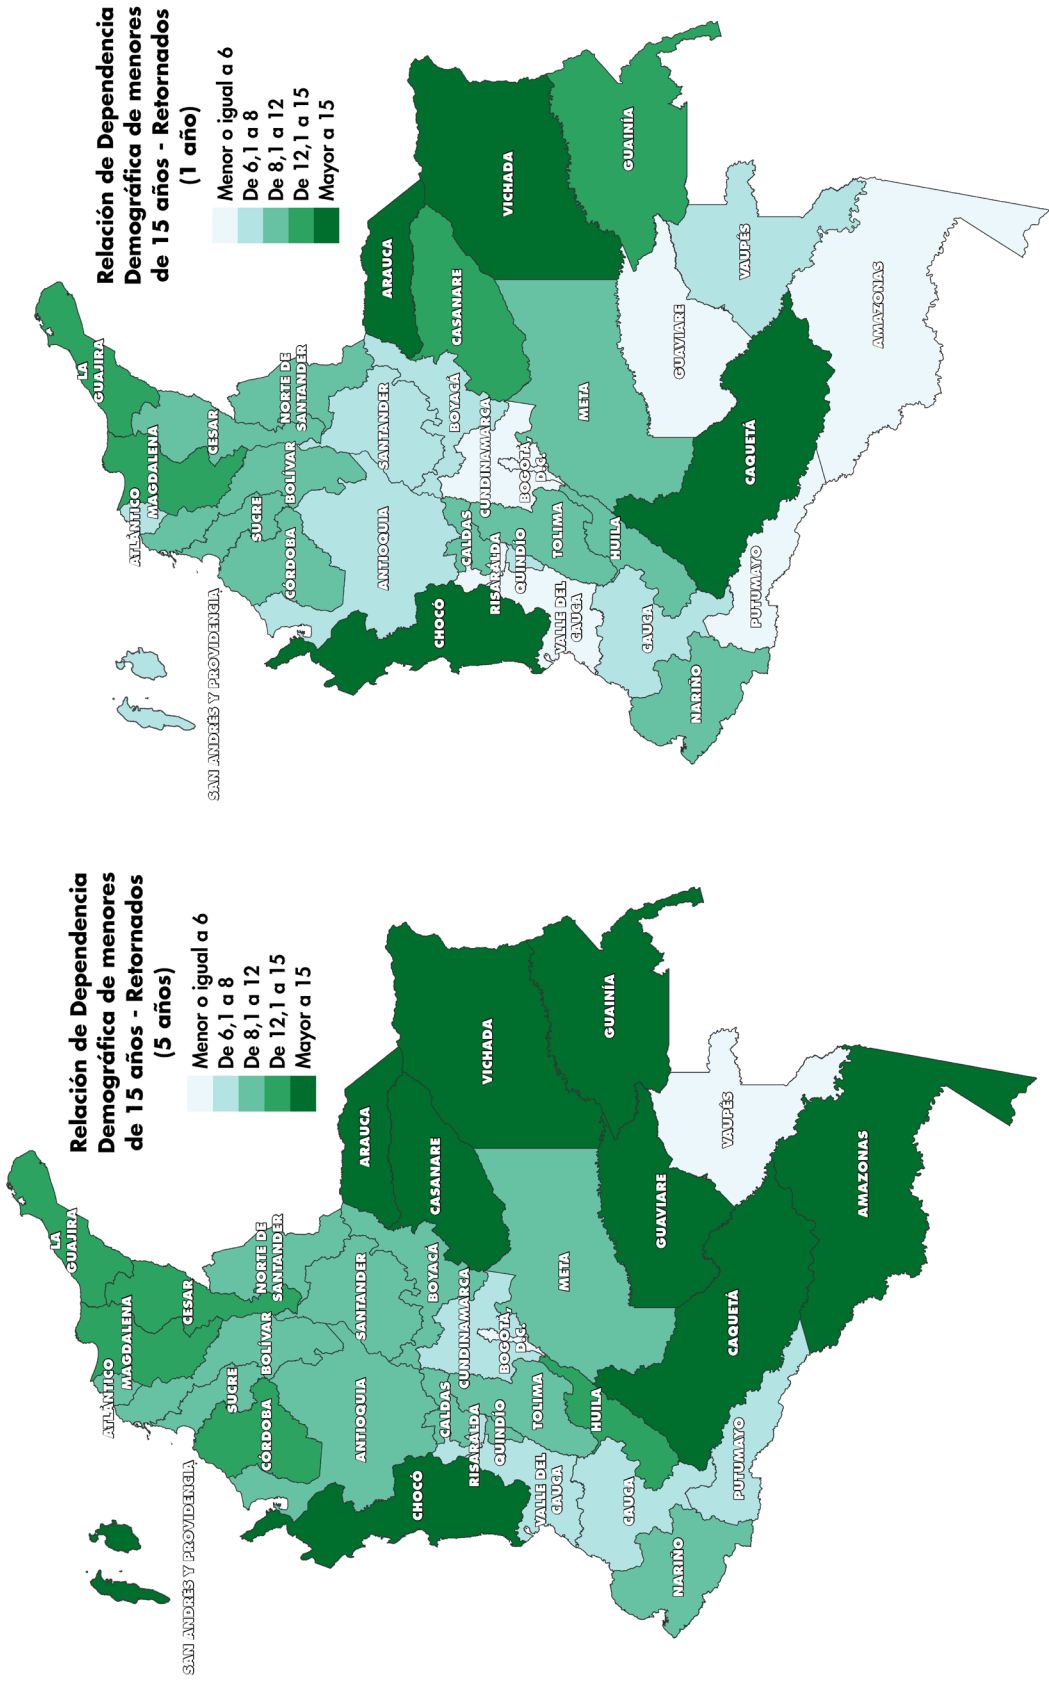 Relación de Dependencia
Demográfica de menores
de 15 años - Retornados
(5 años)
Menor o igual a 6
De 6,1 a 8
De 8,1 a 12
De 12,1 a 15
Mayor a 15
LA
GUAJIRA
ATLÁNTICO
MAGDALENA
CESAR
SAN ANDRÉS Y PROVIDENCIA
SUCRE
BOLÍVAR
NORTE DE
SANTANDER
CÓRDOBA
ANTIOQUIA
SANTANDER
ARAUCA
CHOCÓ
CALDAS
BOYACÁ
CASANARE
RISARALDA
CUNDINAMARCA
VICHADA
QUINDÍO
BOGOTÁ,
D.C.
VALLE DEL
CAUCA
TOLIMA
META
HUILA
GUAINÍA
CAUCA
GUAVIARE
NARIÑO
PUTUMAYO
CAQUETÁ
VAUPÉS
AMAZONAS
Relación de Dependencia
Demográfica de menores
de 15 años - Retornados
(1 año)
Menor o igual a 6
De 6,1 a 8
De 8,1 a 12
De 12,1 a 15
Mayor a 15
LA
GUAJIRA
ATLÁNTICO
MAGDALENA
CESAR
SAN ANDRÉS Y PROVIDENCIA
SUCRE
BOLÍVAR
NORTE DE
SANTANDER
CÓRDOBA
ANTIOQUIA
SANTANDER
ARAUCA
CHOCÓ
CALDAS
BOYACÁ
CASANARE
RISARALDA
CUNDINAMARCA
VICHADA
QUINDÍO
BOGOTÁ,
D.C.
VALLE DEL
CAUCA
TOLIMA
META
HUILA
GUAINÍA
CAUCA
GUAVIARE
NARIÑO
PUTUMAYO
CAQUETÁ
VAUPÉS
AMAZONAS